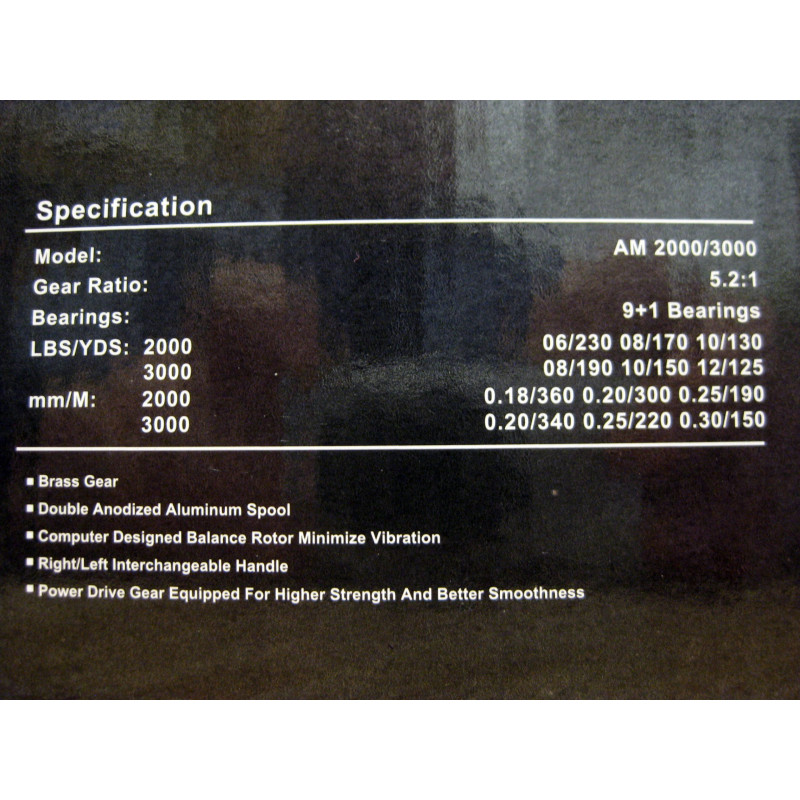 Specification
Model: AM 2000/3000
Gear Ratio: 5.2:1
Bearings: 9+1 Bearings
LBS/YDS: 2000 06/230 08/170 10/130
3000 08/190 10/150 12/125
mm/M: 2000 0.18/360 0.20/300 0.25/190
3000 0.20/340 0.25/220 0.30/150
▪ Brass Gear
▪ Double Anodized Aluminum Spool
▪ Computer Designed Balance Rotor Minimize Vibration
▪ Right/Left Interchangeable Handle
▪ Power Drive Gear Equipped For Higher Strength And Better Smoothness